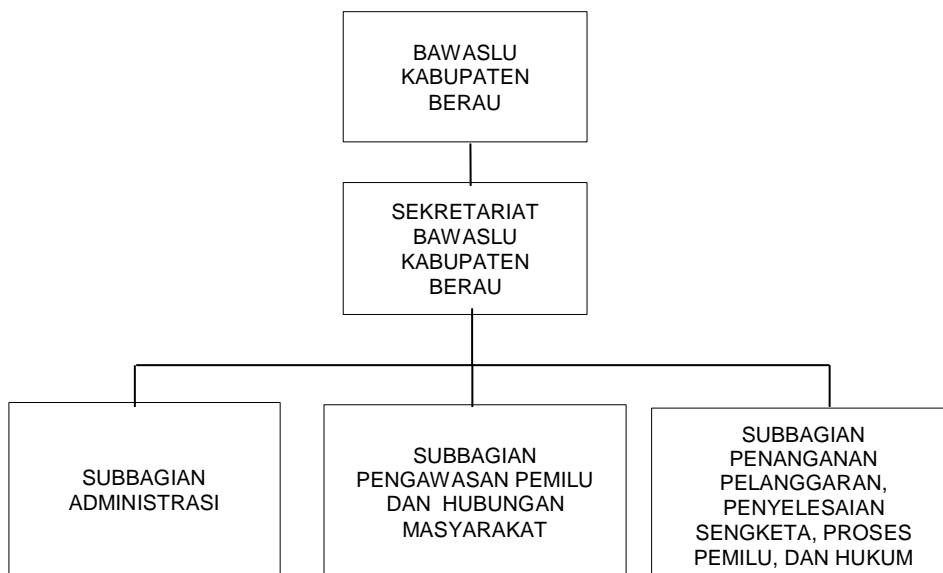 BAWASLU
KABUPATEN
BERAU
SEKRETARIAT
BAWASLU
KABUPATEN
BERAU
SUBBAGIAN
ADMINISTRASI
SUBBAGIAN
PENGAWASAN PEMILU
DAN HUBUNGAN
MASYARAKAT
SUBBAGIAN
PENANGANAN
PELANGGARAN,
PENYELESAIAN
SENGKETA, PROSES
PEMILU, DAN HUKUM